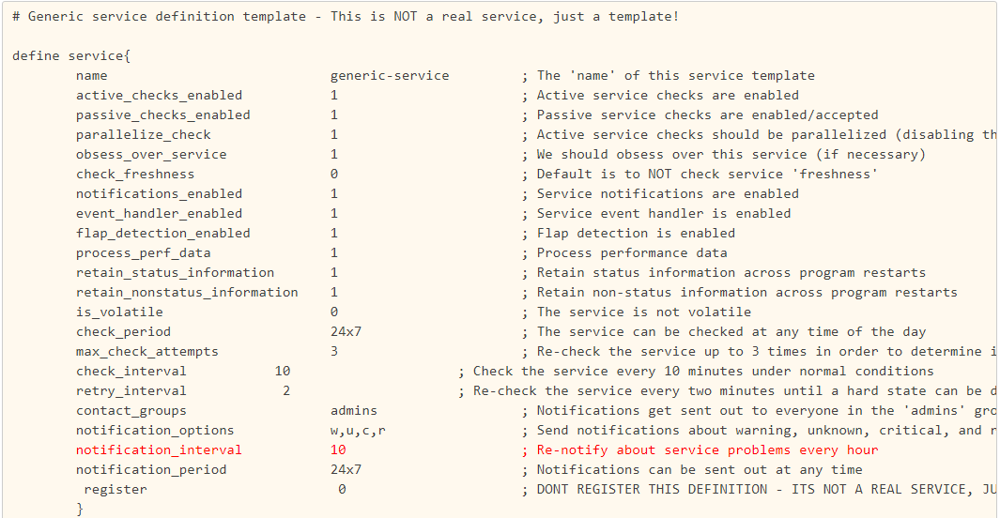 # Generic service definition template - This is NOT a real service, just a template!
define service{
name generic-service ; The 'name' of this service template
active_checks_enabled 1 ; Active service checks are enabled
passive_checks_enabled 1 ; Passive service checks are enabled/accepted
parallelize_check 1 ; Active service checks should be parallelized (disabling th
obsess_over_service 1 ; We should obsess over this service (if necessary)
check_freshness 0 ; Default is to NOT check service 'freshness'
notifications_enabled 1 ; Service notifications are enabled
event_handler_enabled 1 ; Service event handler is enabled
flap_detection_enabled 1 ; Flap detection is enabled
process_perf_data 1 ; Process performance data
retain_status_information 1 ; Retain status information across program restarts
retain_nonstatus_information 1 ; Retain non-status information across program restarts
is_volatile 0 ; The service is not volatile
check_period 24x7 ; The service can be checked at any time of the day
max_check_attempts 3 ; Re-check the service up to 3 times in order to determine i
check_interval 10 ; Check the service every 10 minutes under normal conditions
retry_interval 2 ; Re-check the service every two minutes until a hard state can be d
contact_groups admins ; Notifications get sent out to everyone in the 'admins' gro
notification_options w,u,c,r ; Send notifications about warning, unknown, critical, and r
notification_interval 10 ; Re-notify about service problems every hour
notification_period 24x7 ; Notifications can be sent out at any time
register 0 ; DONT REGISTER THIS DEFINITION - ITS NOT A REAL SERVICE, JU
}